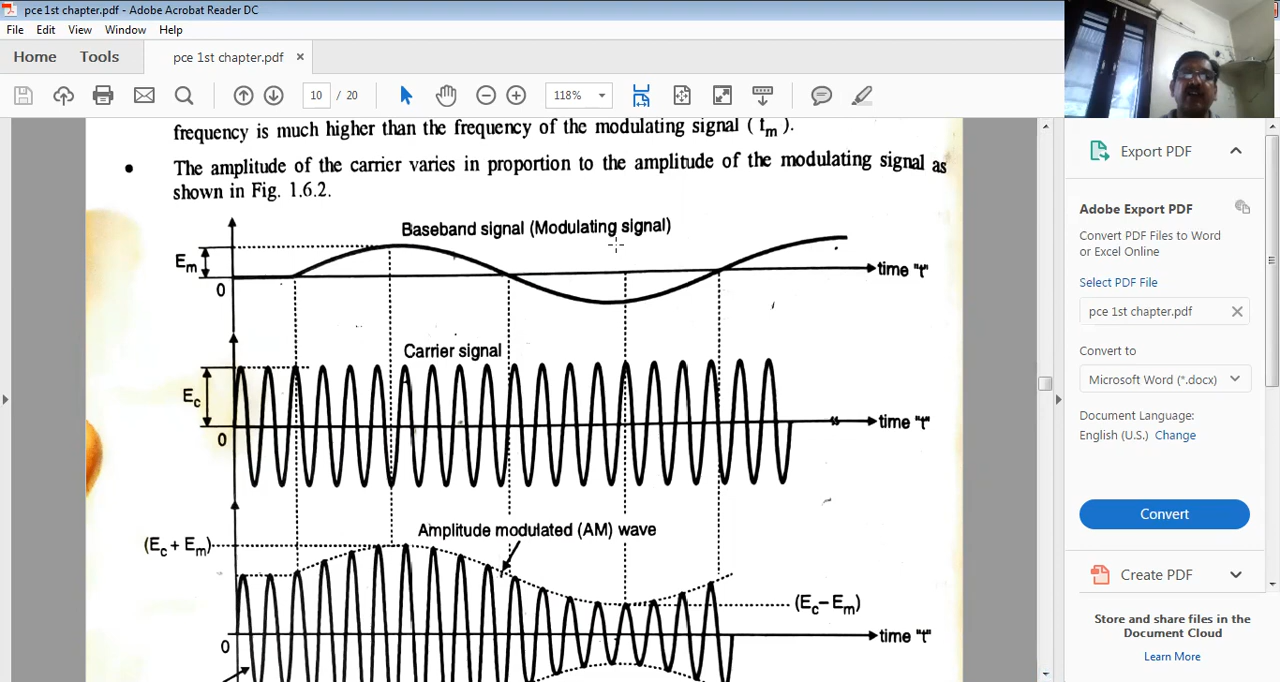 pce 1st chapter.pdf - Adobe Acrobat Reader DC
File Edit View Window Help
Home Tools pce 1st chapter.pdf ×
10 / 20 118%
frequency is much higher than the frequency of the modulating signal ( fm ).
• The amplitude of the carrier varies in proportion to the amplitude of the modulating signal as
shown in Fig. 1.6.2.
Baseband signal (Modulating signal)
Em
0
time "t"
Carrier signal
Ec
0
time "t"
Amplitude modulated (AM) wave
(Ec + Em)
(Ec – Em)
0
time "t"
Export PDF
Adobe Export PDF
Convert PDF Files to Word
or Excel Online
Select PDF File
pce 1st chapter.pdf ×
Convert to
Microsoft Word (*.docx)
Document Language:
English (U.S.) Change
Convert
Create PDF
Store and share files in the
Document Cloud
Learn More